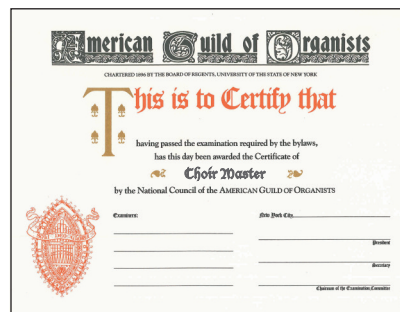 American Guild of Organists
CHARTERED 1896 BY THE BOARD OF REGENTS, UNIVERSITY OF THE STATE OF NEW YORK
This is to Certify that
having passed the examination required by the bylaws,
has this day been awarded the Certificate of
Choir Master
by the National Council of the AMERICAN GUILD OF ORGANISTS
Examiners:
New York City,
President
Secretary
Chairman of the Examination Committee